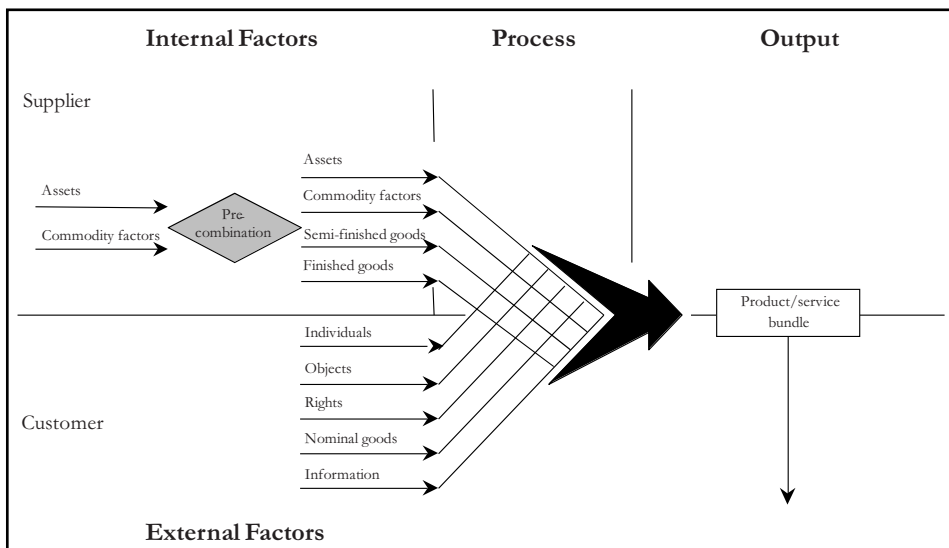 Internal Factors
Process
Output
Supplier
Assets
Commodity factors
Pre-
combination
Assets
Commodity factors
Semi-finished goods
Finished goods
Product/service
bundle
Individuals
Objects
Rights
Nominal goods
Information
Customer
External Factors